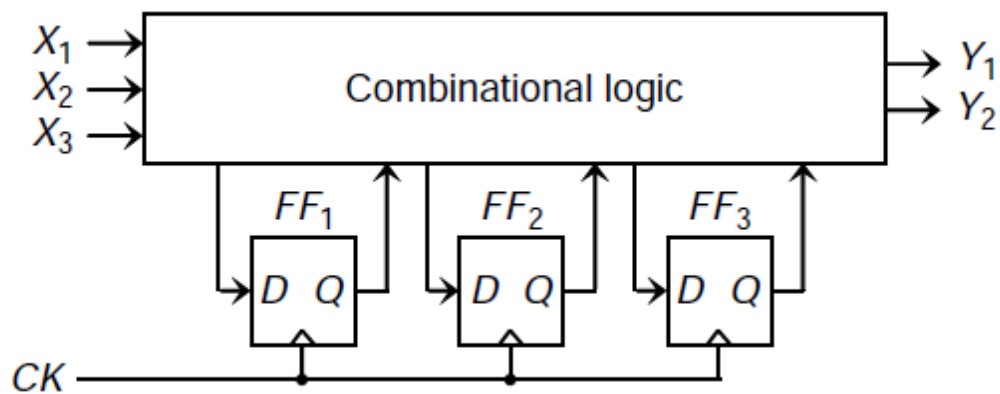 X₁
X₂
X₃
Combinational logic
Y₁
Y₂
FF₁ FF₂ FF₃
D Q D Q D Q
CK